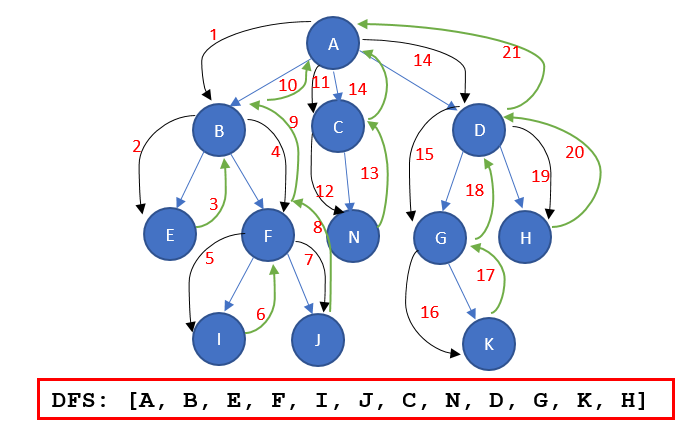 1
A
21
14
10
11
14
B
C
D
9
2
4
15
13
20
3
12
18
19
E
F
8
N
G
H
5
7
17
6
16
I
J
K
DFS: [A, B, E, F, I, J, C, N, D, G, K, H]